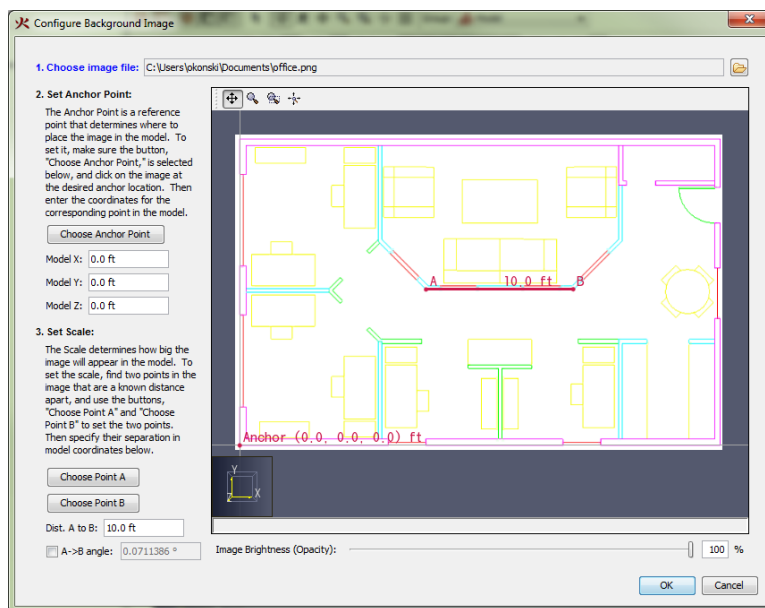 Configure Background Image
1. Choose image file: C:\Users\okonski\Documents\office.png
2. Set Anchor Point:
The Anchor Point is a reference
point that determines where to
place the image in the model. To
set it, make sure the button,
"Choose Anchor Point," is selected
below, and click on the image at
the desired anchor location. Then
enter the coordinates for the
corresponding point in the model.
Choose Anchor Point
Model X: 0.0 ft
Model Y: 0.0 ft
Model Z: 0.0 ft
3. Set Scale:
The Scale determines how big the
image will appear in the model. To
set the scale, find two points in the
image that are a known distance
apart, and use the buttons,
"Choose Point A" and "Choose
Point B" to set the two points.
Then specify their separation in
model coordinates below.
Choose Point A
Choose Point B
Dist. A to B: 10.0 ft
A->B angle: 0.0711386 °
A 10.0 ft B
Anchor (0.0, 0.0, 0.0) ft
Y
Z X
Image Brightness (Opacity): 100 %
OK Cancel